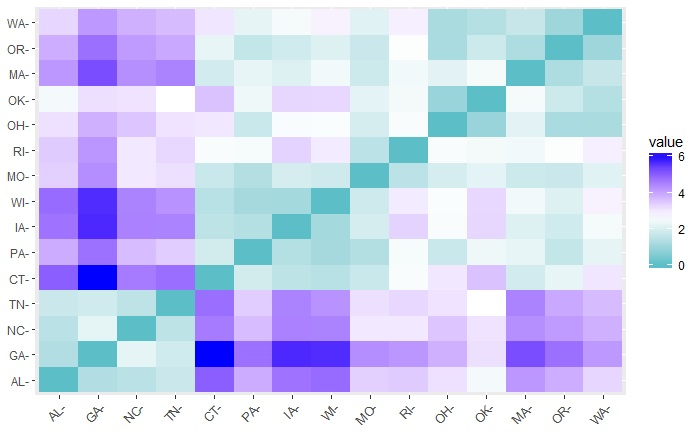 WA-
OR-
MA-
OK-
OH-
RI-
MO-
WI-
IA-
PA-
CT-
TN-
NC-
GA-
AL-
value
6
4
2
0
AL- GA- NC- TN- CT- PA- IA- WI- MO- RI- OH- OK- MA- OR- WA-